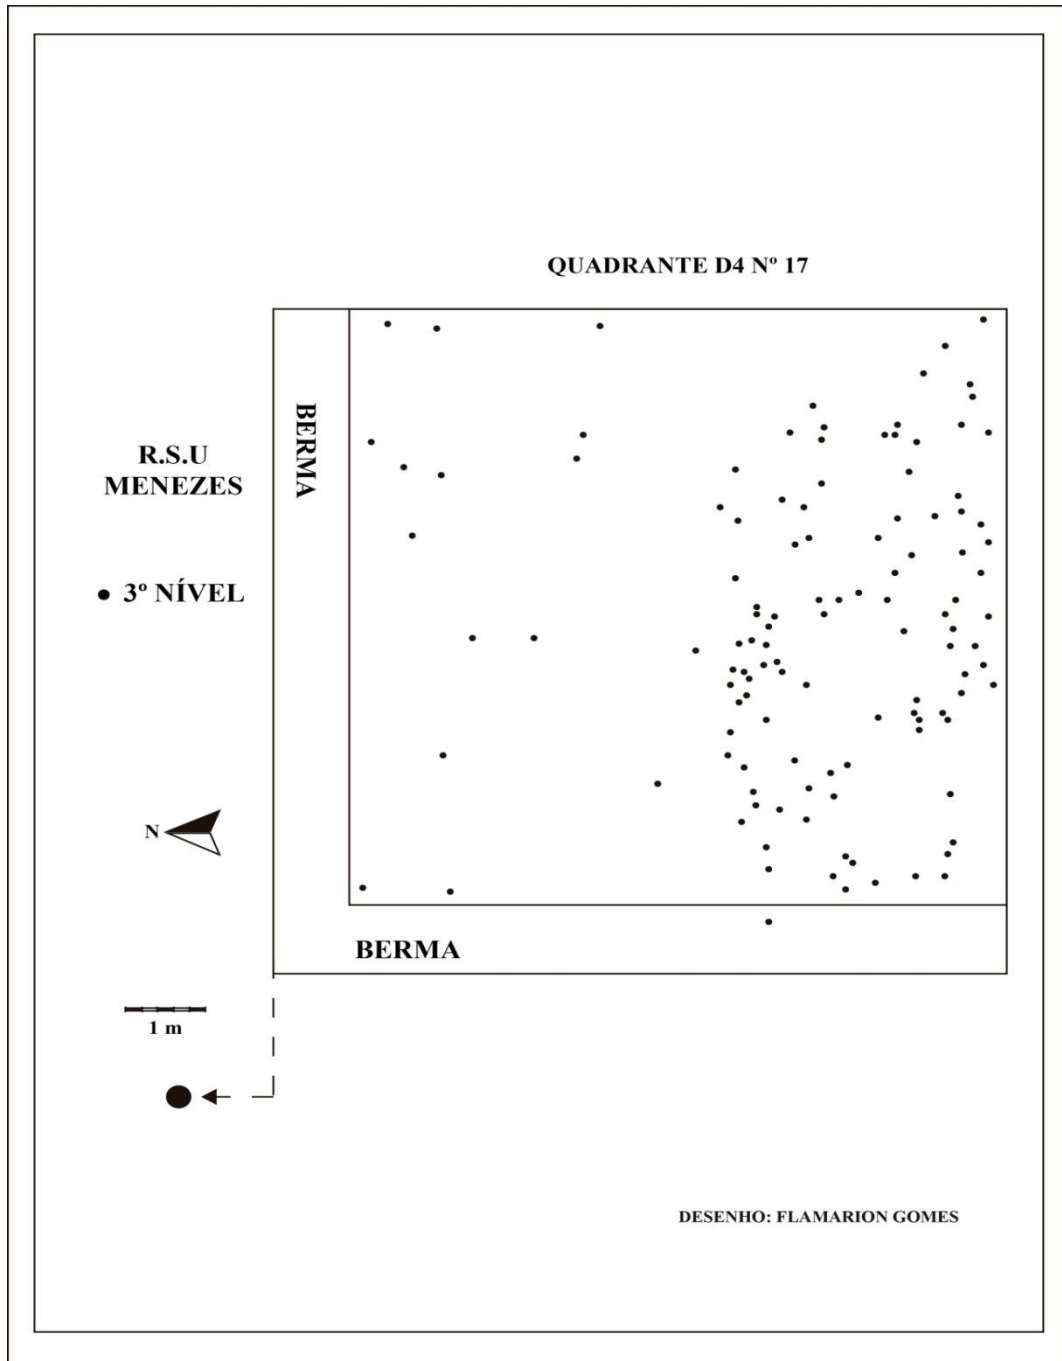 QUADRANTE D4 Nº 17
BERMA
R.S.U
MENEZES
3º NÍVEL
N
BERMA
1 m
DESENHO: FLAMARION GOMES